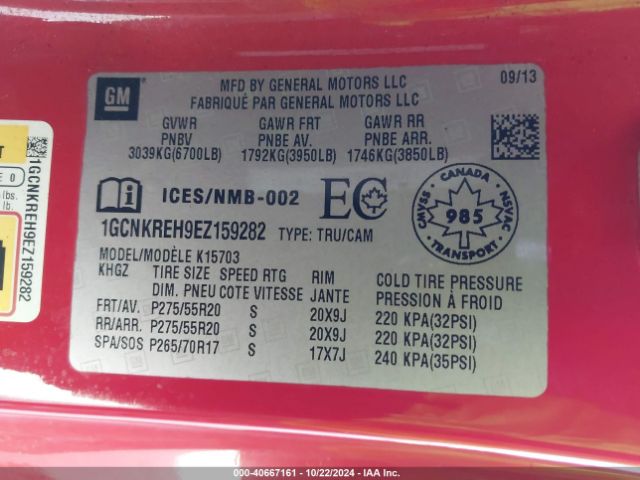 GM
MFD BY GENERAL MOTORS LLC
FABRIQUÉ PAR GENERAL MOTORS LLC
09/13
GVWR GAWR FRT GAWR RR
PNBV PNBE AV. PNBE ARR.
3039KG(6700LB) 1792KG(3950LB) 1746KG(3850LB)
ICES/NMB-002
EC
CANADA
CMVSS
985
NSVAC
TRANSPORT
1GCNKREH9EZ159282 TYPE: TRU/CAM
MODEL/MODÈLE K15703
KHGZ TIRE SIZE SPEED RTG RIM COLD TIRE PRESSURE
DIM. PNEU COTE VITESSE JANTE PRESSION À FROID
FRT/AV. P275/55R20 S 20X9J 220 KPA(32PSI)
RR/ARR. P275/55R20 S 20X9J 220 KPA(32PSI)
SPA/SOS P265/70R17 S 17X7J 240 KPA(35PSI)
1GCNKREH9EZ159282
T
E 0
lbs.
lb.
000-40667161 - 10/22/2024 - IAA Inc.